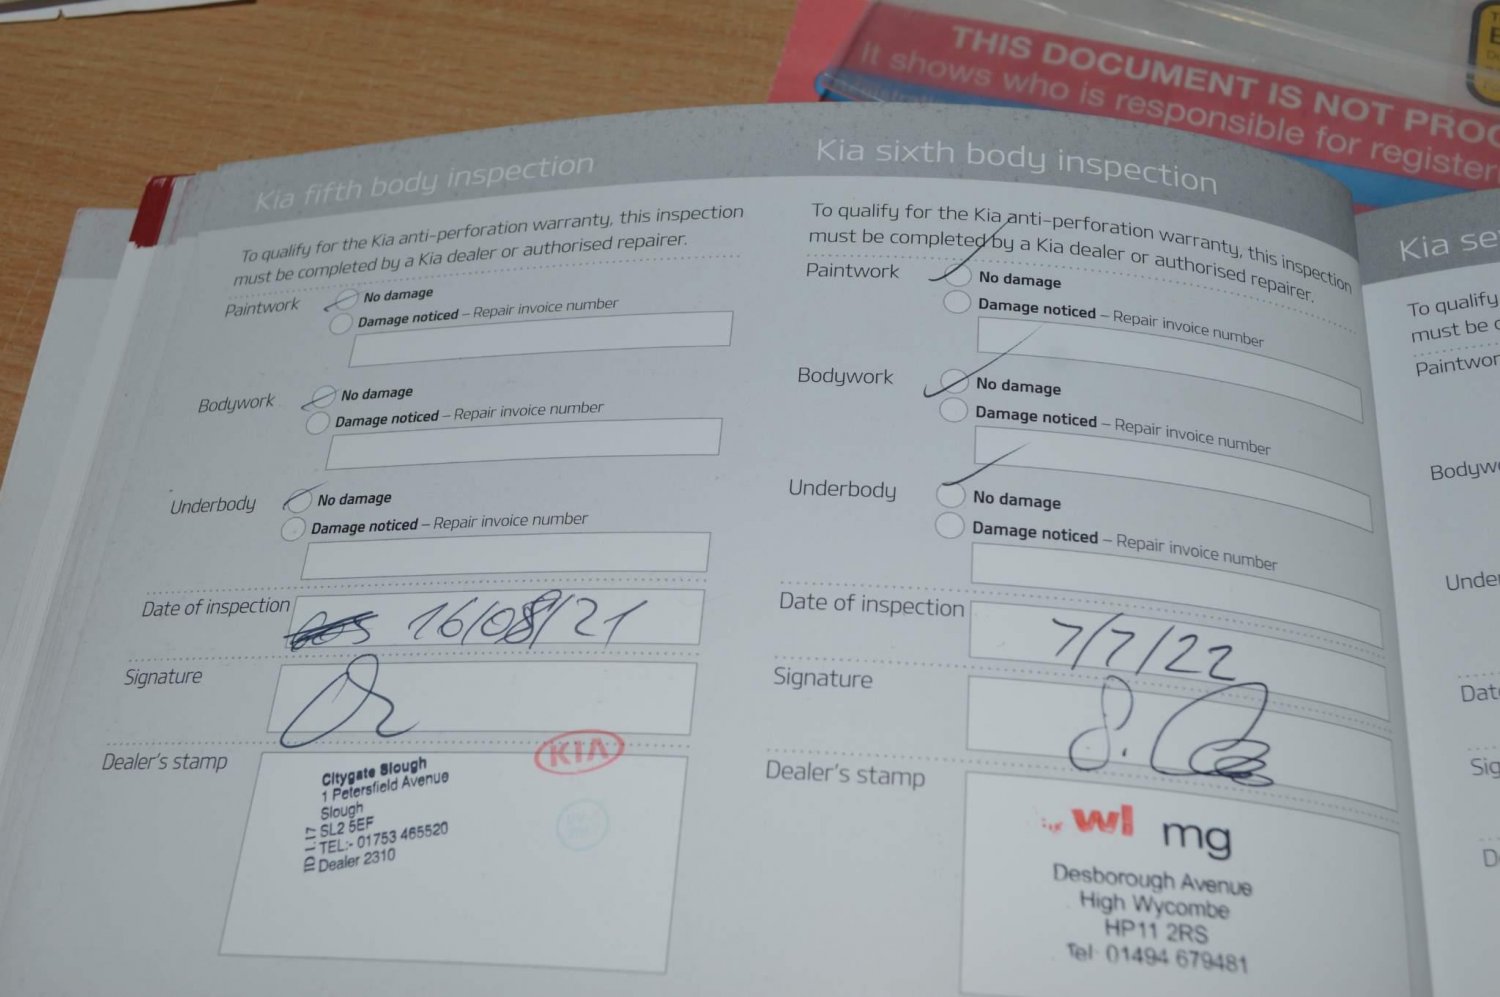 THIS DOCUMENT IS NOT PROO
It shows who is responsible for register
Kia fifth body inspection
To qualify for the Kia anti-perforation warranty, this inspection
must be completed by a Kia dealer or authorised repairer.
Paintwork
No damage
Damage noticed – Repair invoice number
Bodywork
No damage
Damage noticed – Repair invoice number
Underbody
No damage
Damage noticed – Repair invoice number
Date of inspection
16/08/21
Signature
Dealer's stamp
KIA
Citygate Slough
1 Petersfield Avenue
Slough
SL2 5EF
TEL:- 01753 465520
Dealer 2310
Kia sixth body inspection
To qualify for the Kia anti-perforation warranty, this inspection
must be completed by a Kia dealer or authorised repairer.
Paintwork
No damage
Damage noticed – Repair invoice number
Bodywork
No damage
Damage noticed – Repair invoice number
Underbody
No damage
Damage noticed – Repair invoice number
Date of inspection
7/7/22
Signature
Dealer's stamp
wl mg
Desborough Avenue
High Wycombe
HP11 2RS
Tel 01494 679481
Kia se
To qualify
must be c
Paintwor
Bodywo
Under
Dat
Sig
D